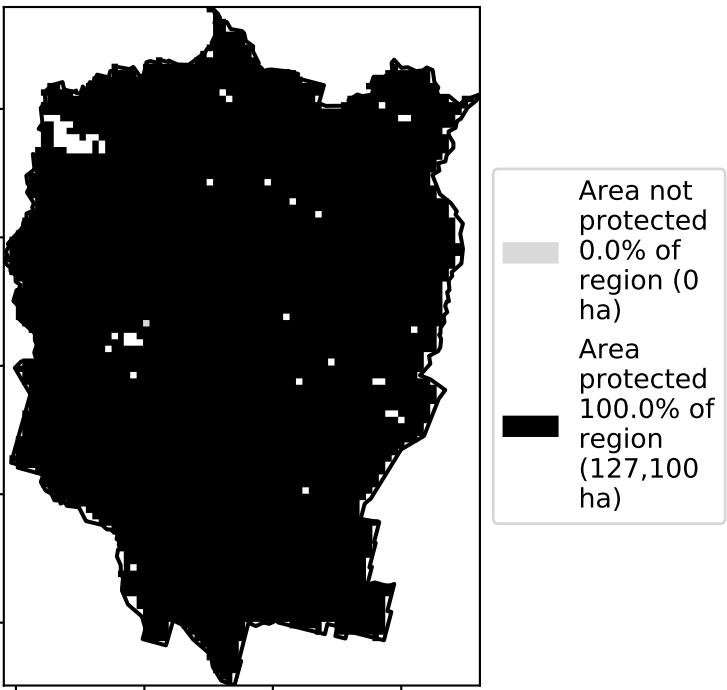 Area not
protected
0.0% of
region (0
ha)
Area
protected
100.0% of
region
(127,100
ha)